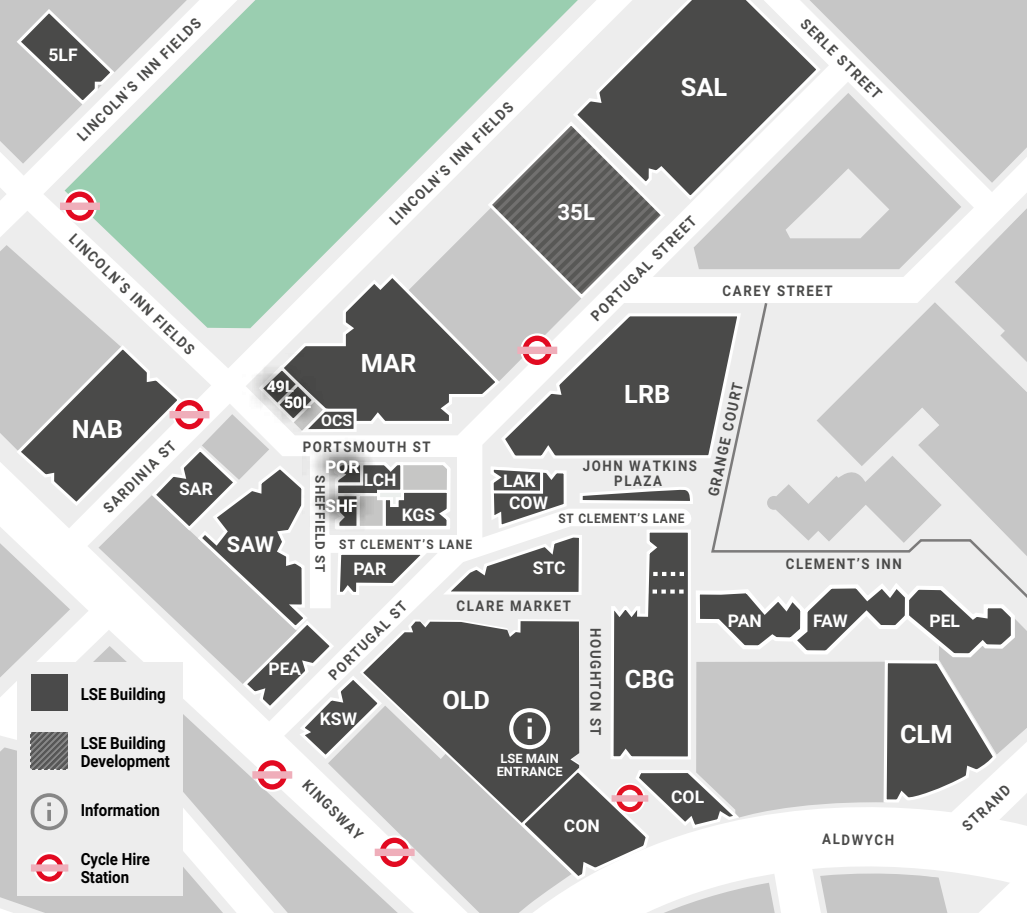 5LF
LINCOLN'S INN FIELDS
SERLE STREET
SAL
LINCOLN'S INN FIELDS
35L
LINCOLN'S INN FIELDS
PORTUGAL STREET
CAREY STREET
MAR
49L
50L
OCS
LRB
GRANGE COURT
NAB
SARDINIA ST
PORTSMOUTH ST
POR
LCH
SHF
KGS
SHEFFIELD ST
LAK
COW
JOHN WATKINS
PLAZA
ST CLEMENT'S LANE
SAR
SAW
ST CLEMENT'S LANE
PAR
STC
CLARE MARKET
CLEMENT'S INN
PAN
FAW
PEL
PEA
PORTUGAL ST
KSW
OLD
HOUGHTON ST
CBG
CLM
LSE MAIN
ENTRANCE
CON
COL
KINGSWAY
ALDWYCH
STRAND
LSE Building
LSE Building
Development
Information
Cycle Hire
Station